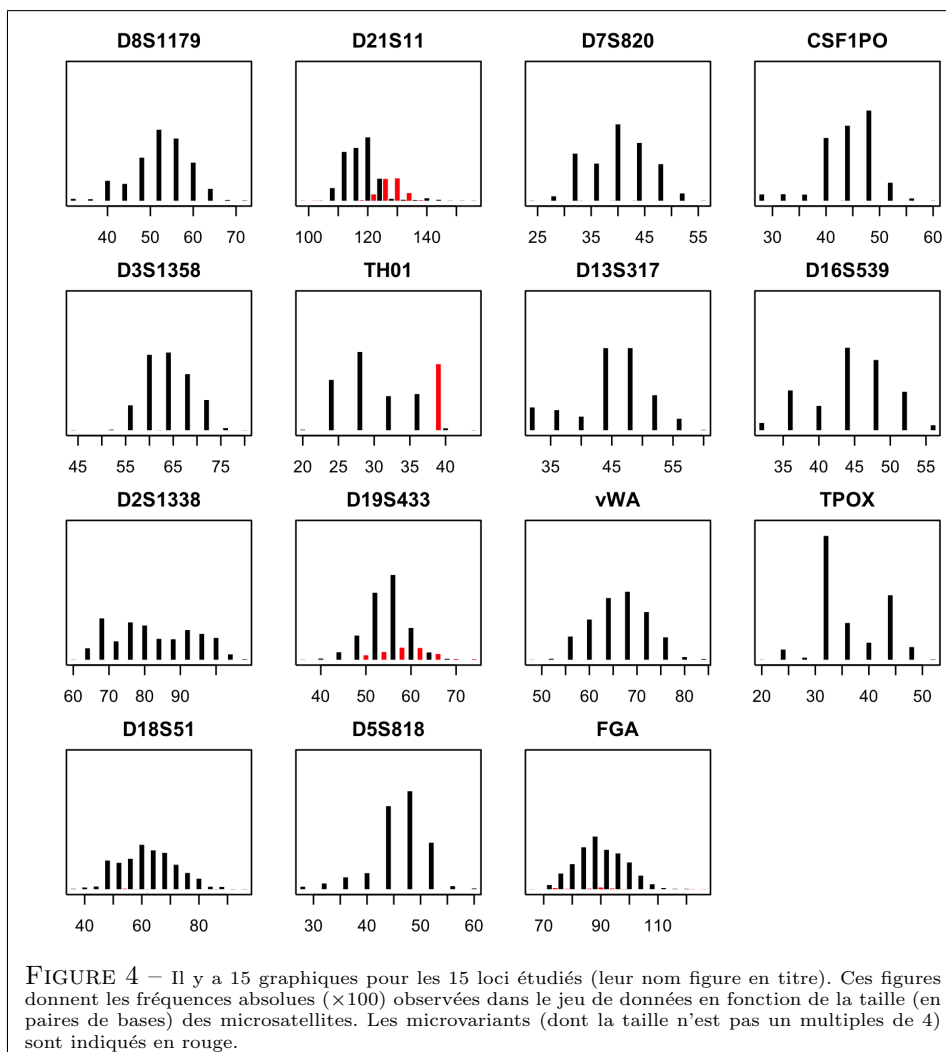 D8S1179 D21S11 D7S820 CSF1PO
40 50 60 70 100 120 140 25 35 45 55 30 40 50 60
D3S1358 TH01 D13S317 D16S539
45 55 65 75 20 25 30 35 40 35 45 55 35 40 45 50 55
D2S1338 D19S433 vWA TPOX
60 70 80 90 40 50 60 70 50 60 70 80 20 30 40 50
D18S51 D5S818 FGA
40 60 80 30 40 50 60 70 90 110
FIGURE 4 – Il y a 15 graphiques pour les 15 loci étudiés (leur nom figure en titre). Ces figures
donnent les fréquences absolues (×100) observées dans le jeu de données en fonction de la taille (en
paires de bases) des microsatellites. Les microvariants (dont la taille n'est pas un multiples de 4)
sont indiqués en rouge.